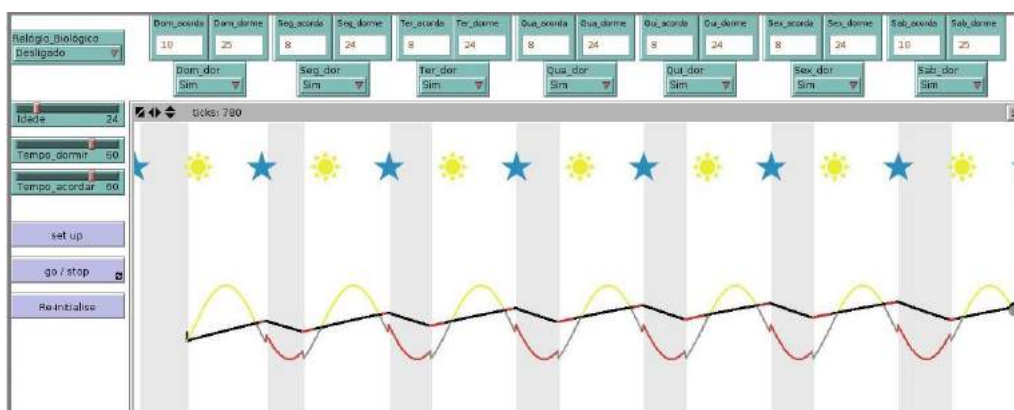 Dom_acorda Dom_dorme Seg_acorda Seg_dorme Ter_acorda Ter_dorme Qua_acorda Qua_dorme Qui_acorda Qui_dorme Sex_acorda Sex_dorme Sab_acorda Sab_dorme
10 25 8 24 8 24 8 24 8 24 8 24 10 25
Relógio_Biológico
Desligado
Dom_dor Seg_dor Ter_dor Qua_dor Qui_dor Sex_dor Sab_dor
Sim Sim Sim Sim Sim Sim Sim
ticks: 780
Idade 24
Tempo_dormir 60
Tempo_acordar 60
set up
go / stop
Re-Initialise